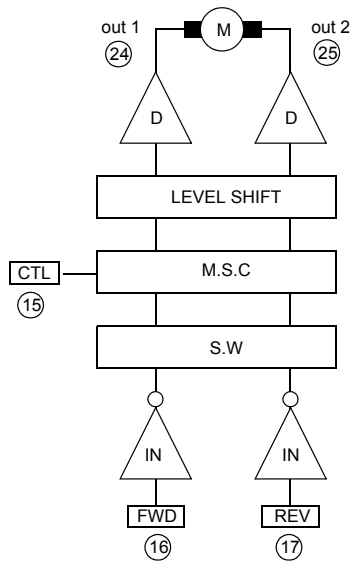 out 1
M
out 2
24
25
D
D
LEVEL SHIFT
CTL
M.S.C
15
S.W
IN
IN
FWD
REV
16
17